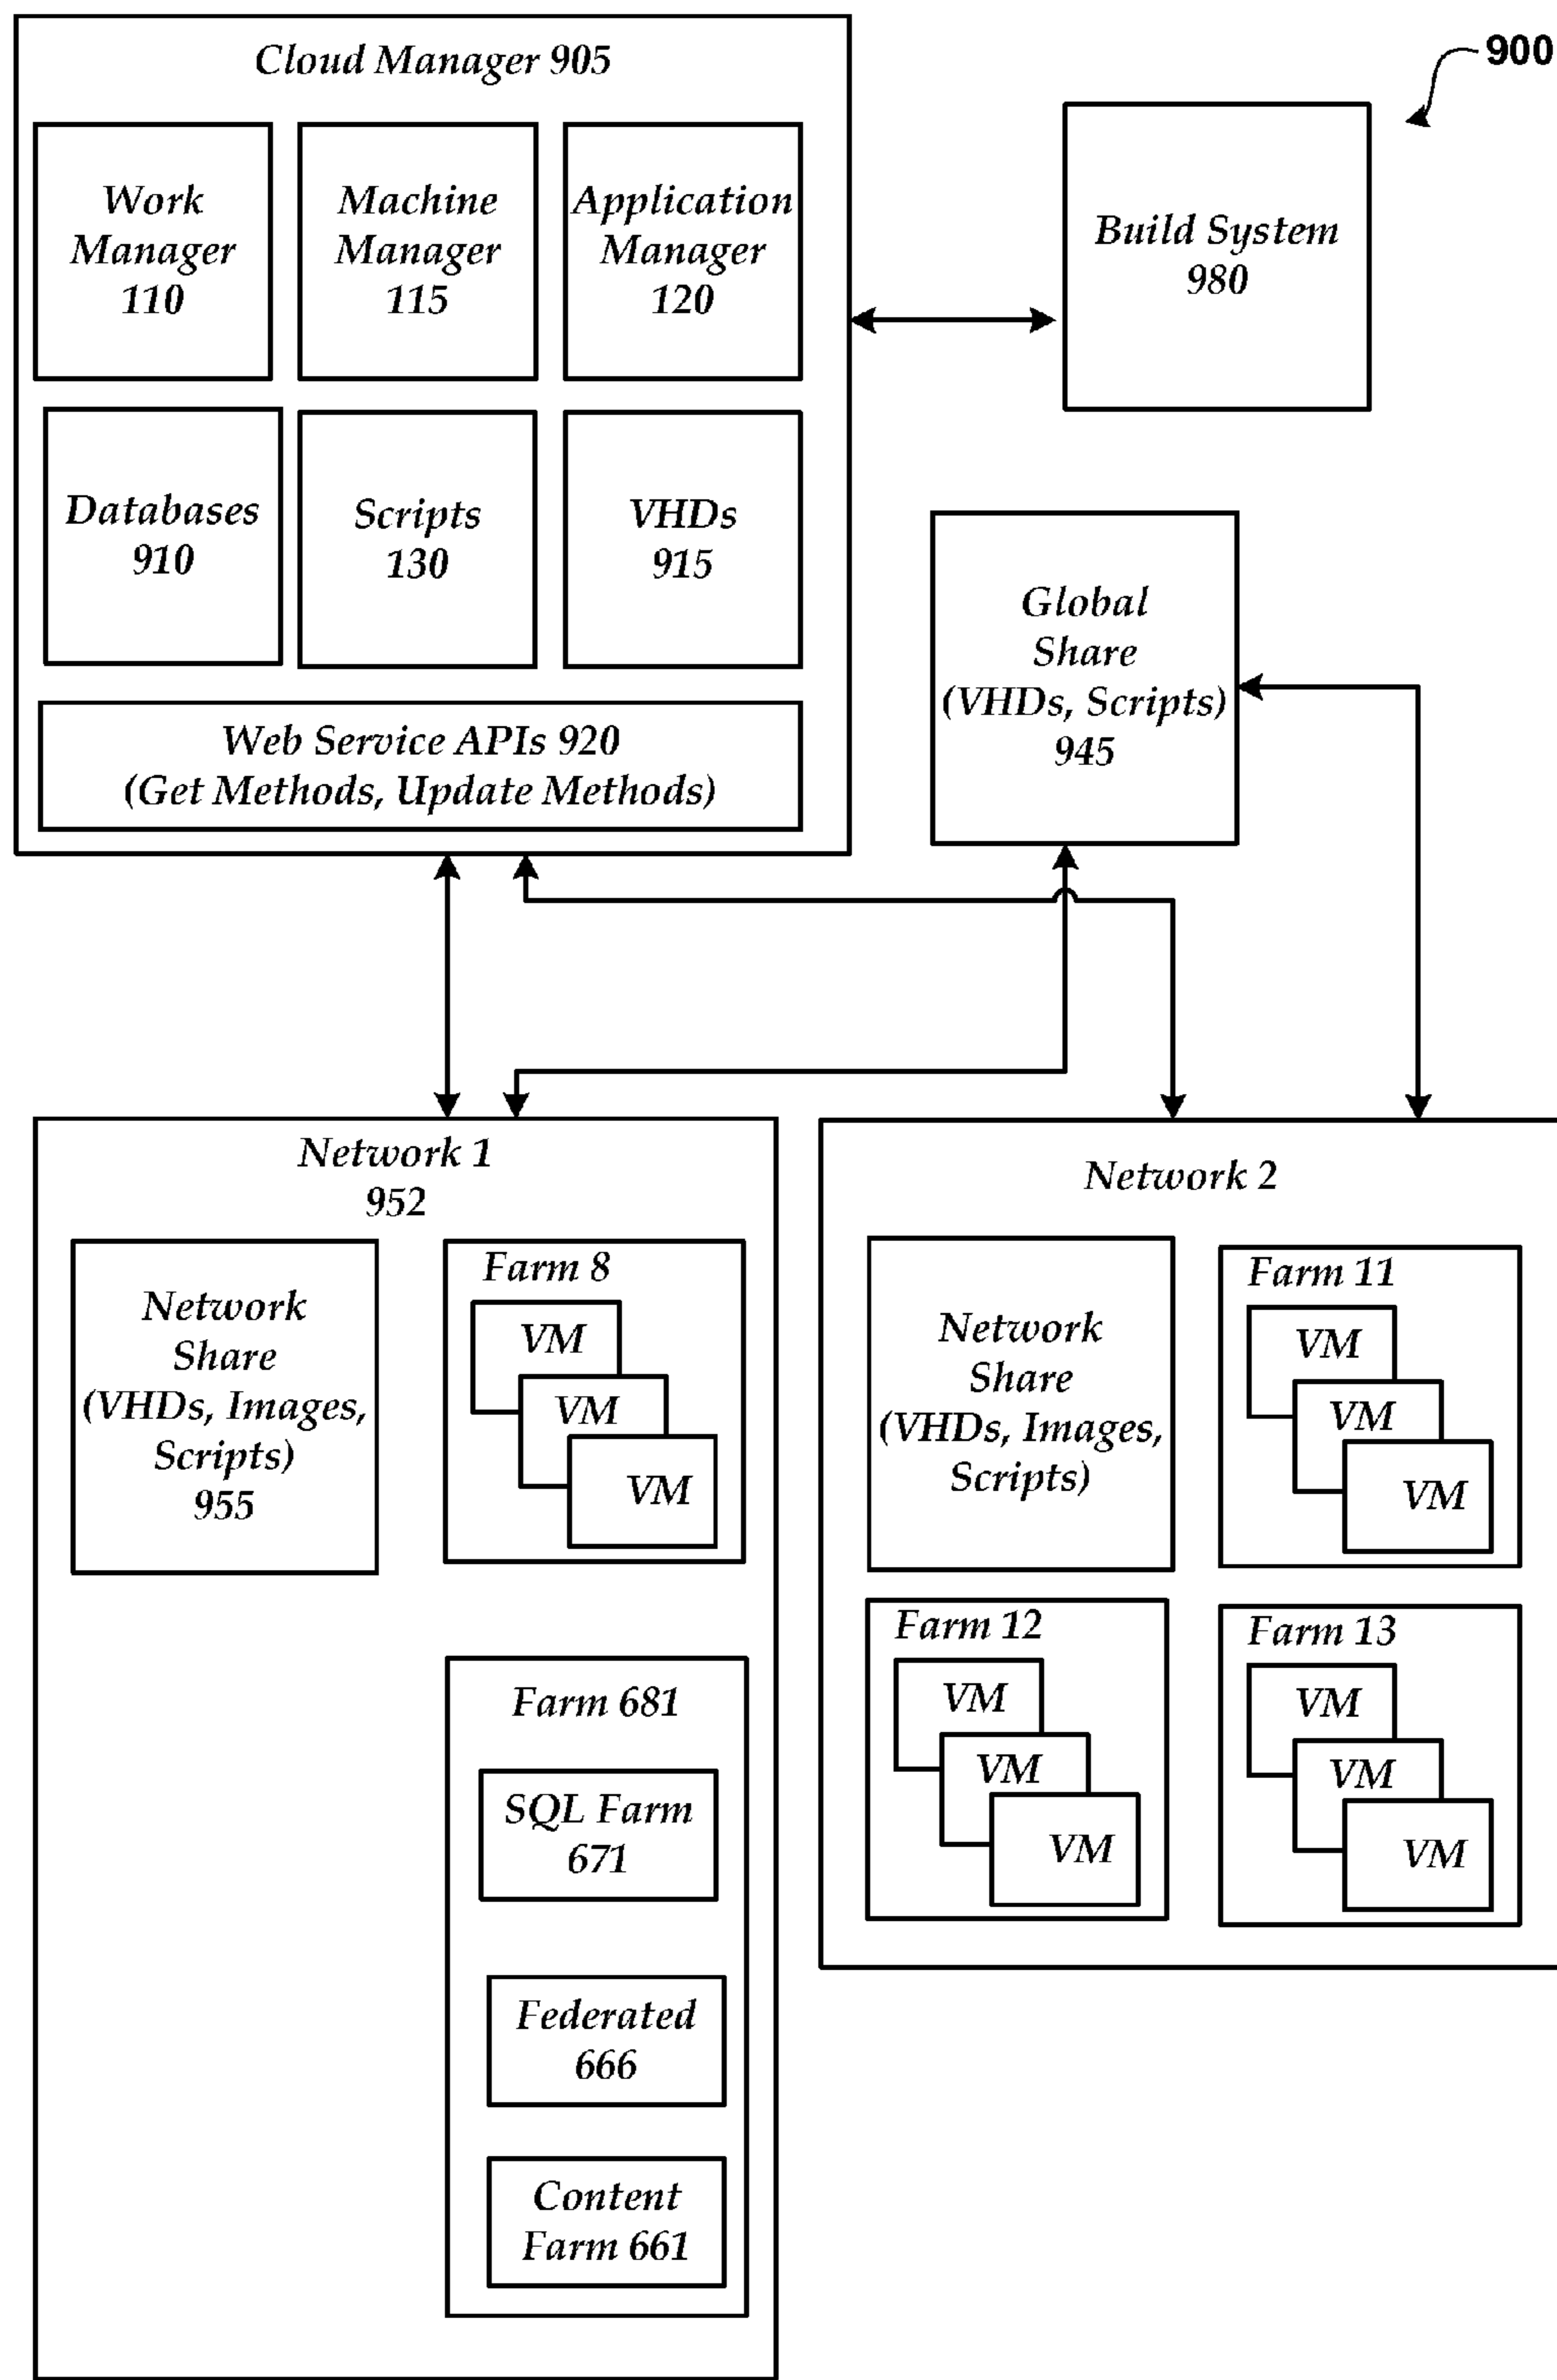 Cloud Manager 905
900
Work
Manager
110
Machine
Manager
115
Application
Manager
120
Build System
980
Databases
910
Scripts
130
VHDs
915
Global
Share
(VHDs, Scripts)
945
Web Service APIs 920
(Get Methods, Update Methods)
Network 1
952
Network
Share
(VHDs, Images,
Scripts)
955
Farm 8
VM
VM
VM
Farm 681
SQL Farm
671
Federated
666
Content
Farm 661
Network 2
Network
Share
(VHDs, Images,
Scripts)
Farm 11
VM
VM
VM
Farm 12
VM
VM
VM
Farm 13
VM
VM
VM